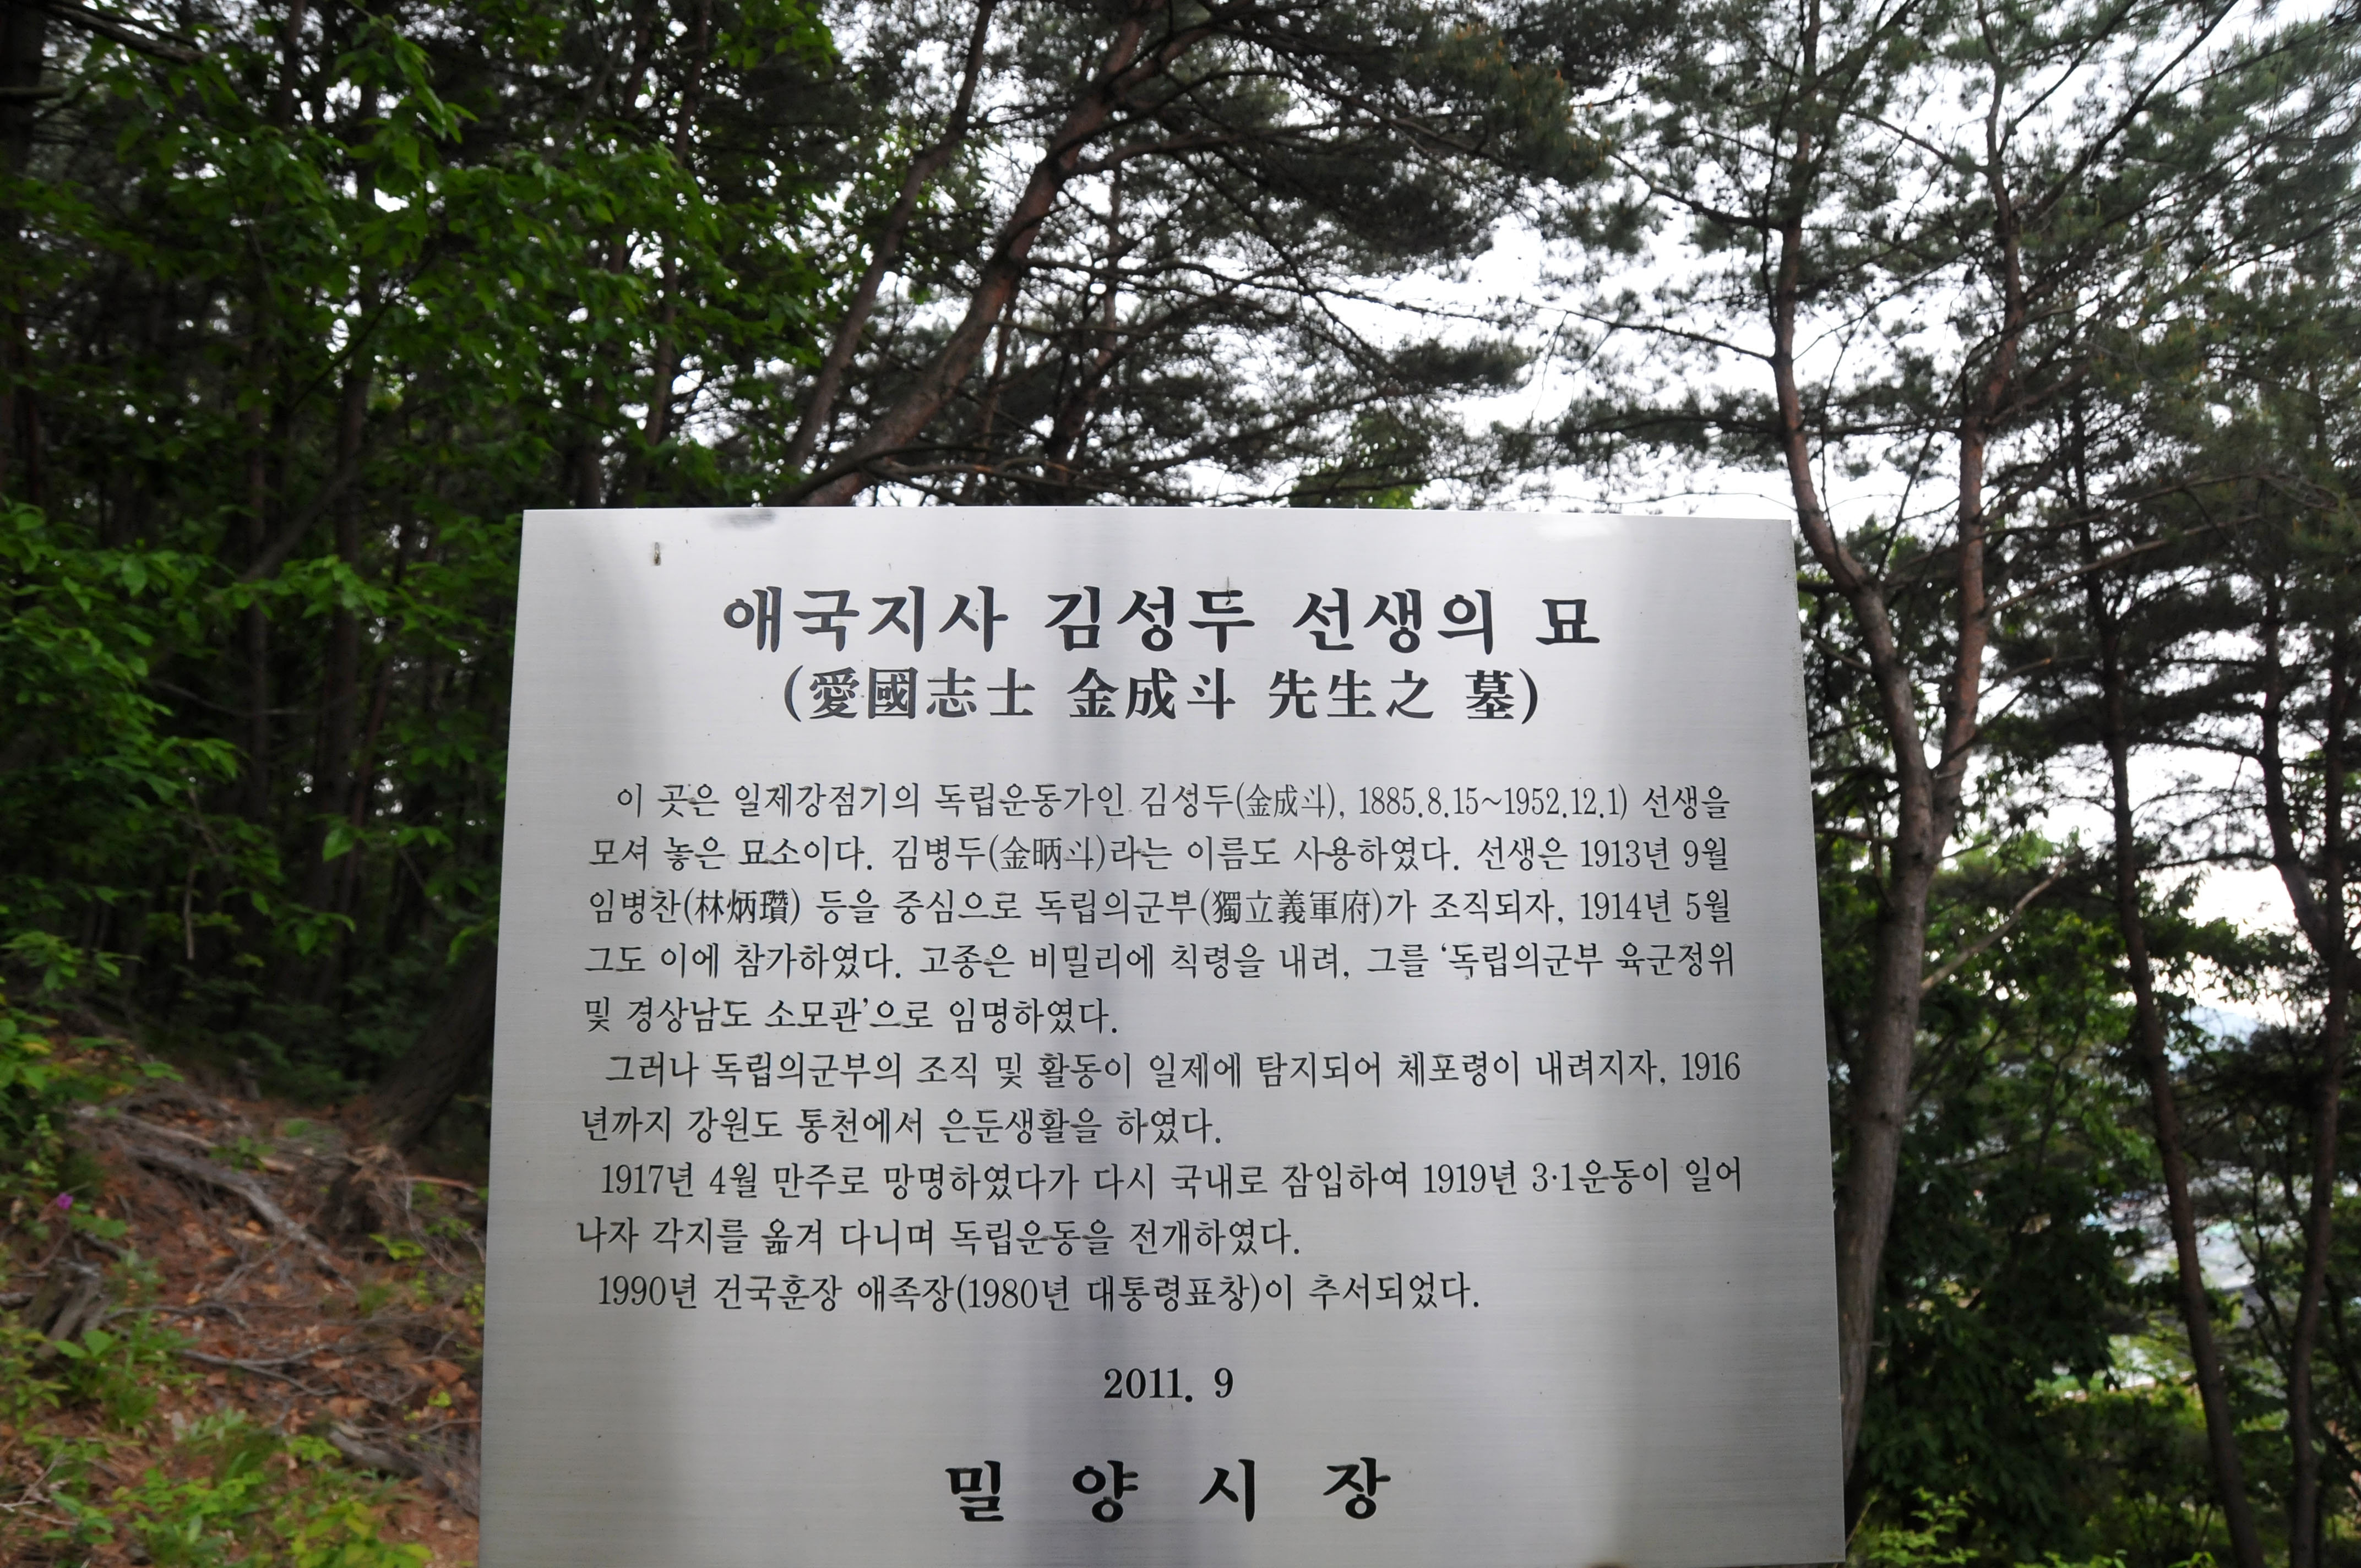 애국지사 김성두 선생의 묘
(愛國志士 金成斗 先生之 墓)
이 곳은 일제강점기의 독립운동가인 김성두(金成斗), 1885.8.15~1952.12.1) 선생을
모셔 놓은 묘소이다. 김병두(金昞斗)라는 이름도 사용하였다. 선생은 1913년 9월
임병찬(林炳瓚) 등을 중심으로 독립의군부(獨立義軍府)가 조직되자, 1914년 5월
그도 이에 참가하였다. 고종은 비밀리에 칙령을 내려, 그를 ‘독립의군부 육군정위
및 경상남도 소모관’으로 임명하였다.
그러나 독립의군부의 조직 및 활동이 일제에 탐지되어 체포령이 내려지자, 1916
년까지 강원도 통천에서 은둔생활을 하였다.
1917년 4월 만주로 망명하였다가 다시 국내로 잠입하여 1919년 3·1운동이 일어
나자 각지를 옮겨 다니며 독립운동을 전개하였다.
1990년 건국훈장 애족장(1980년 대통령표창)이 추서되었다.
2011. 9
밀 양 시 장